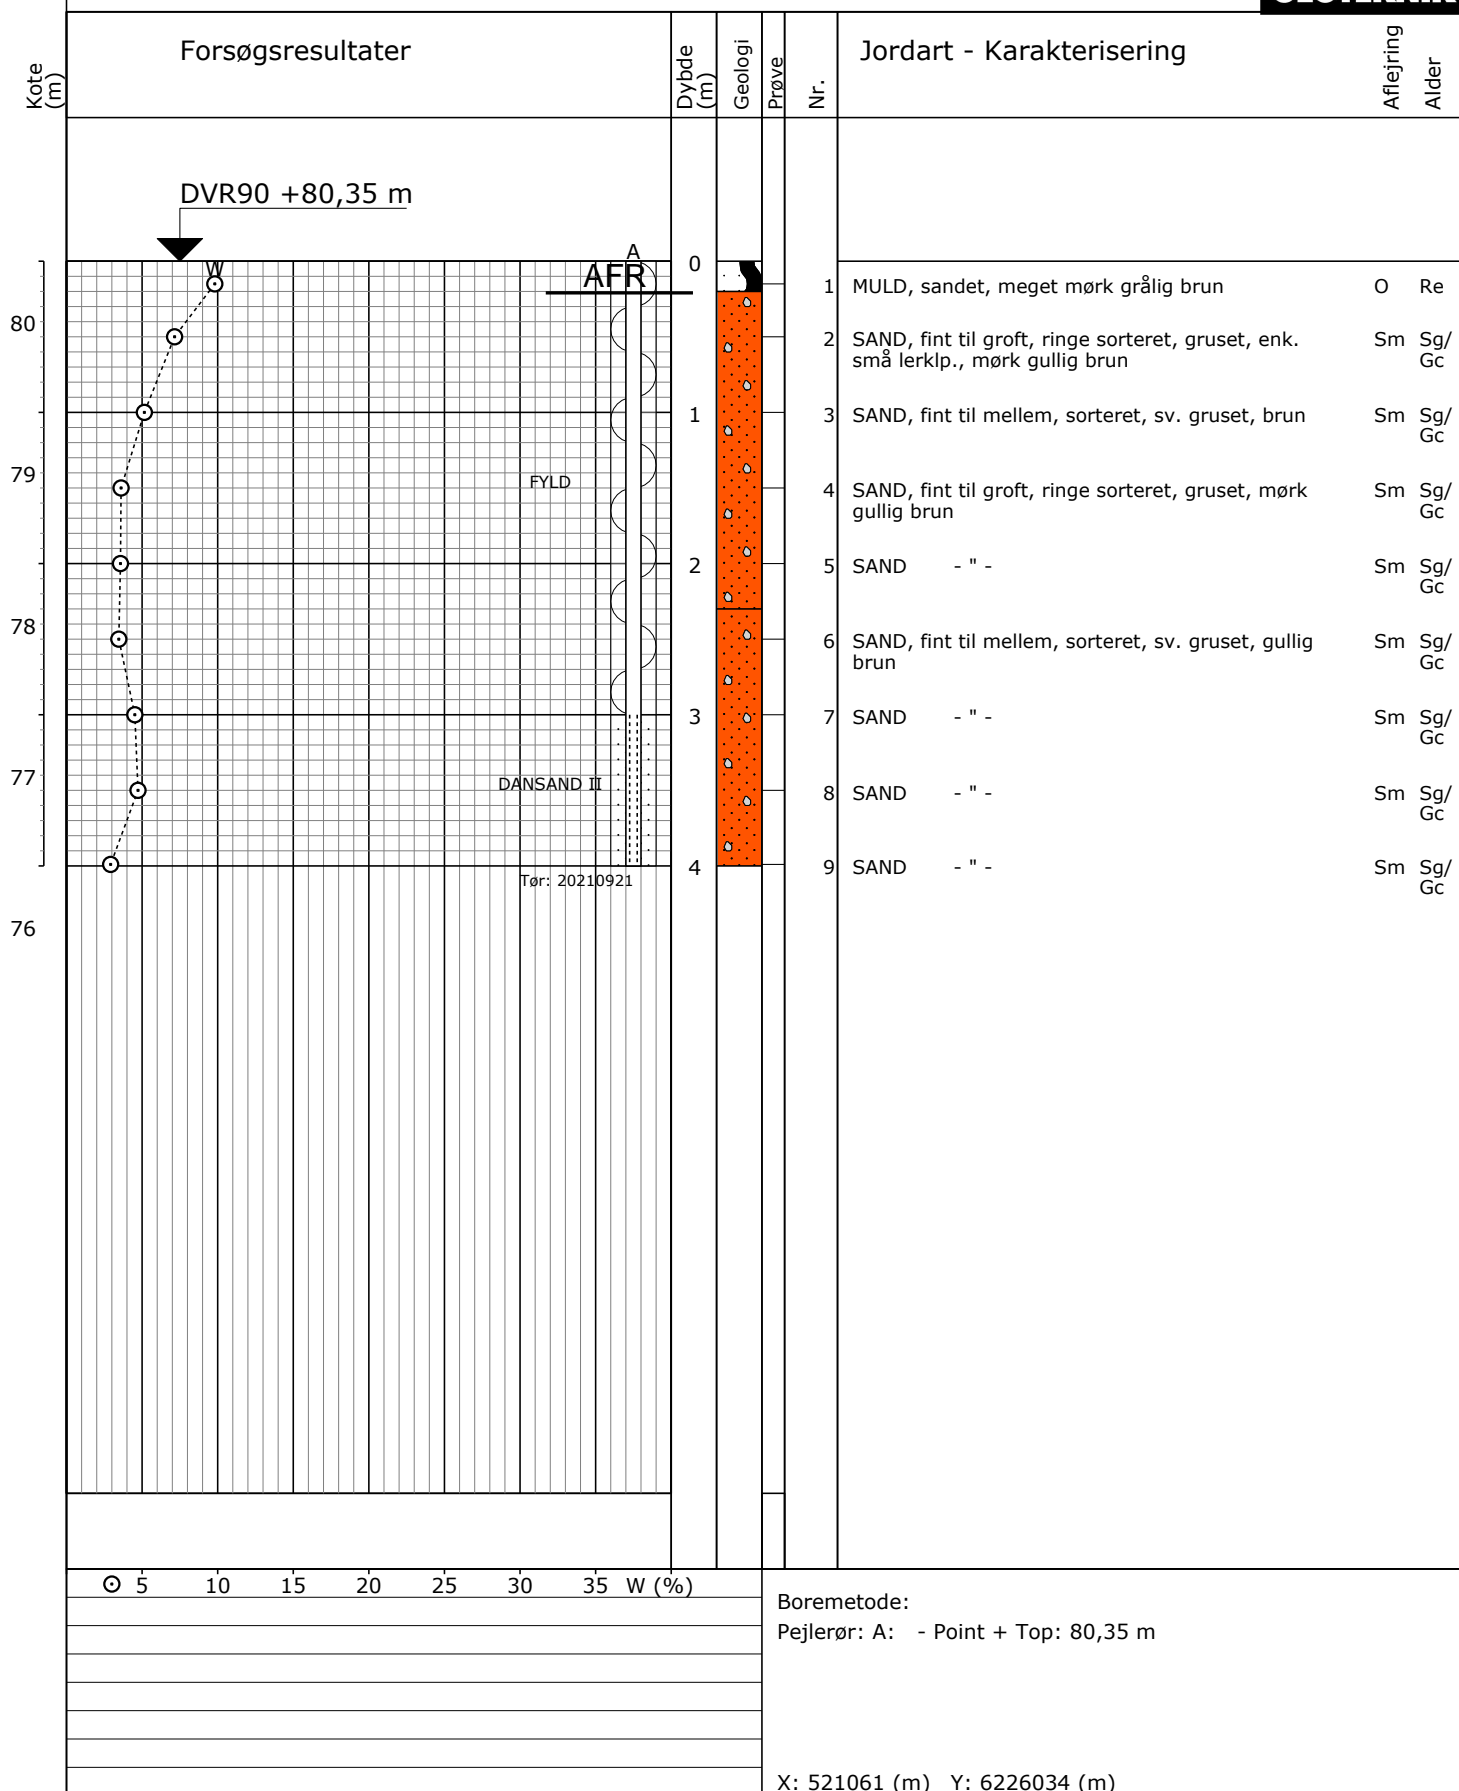 Kote (m)
Forsøgsresultater
Dybde (m)
Geologi
Prøve
Nr.
Jordart - Karakterisering
Aflejring
Alder
DVR90 +80,35 m
W
A
AFR
0
1 MULD, sandet, meget mørk grålig brun O Re
80
2 SAND, fint til groft, ringe sorteret, gruset, enk. Sm Sg/
små lerklp., mørk gullig brun Gc
1
3 SAND, fint til mellem, sorteret, sv. gruset, brun Sm Sg/
Gc
79
FYLD
4 SAND, fint til groft, ringe sorteret, gruset, mørk Sm Sg/
gullig brun Gc
2
5 SAND - " - Sm Sg/
Gc
78
6 SAND, fint til mellem, sorteret, sv. gruset, gullig Sm Sg/
brun Gc
3
7 SAND - " - Sm Sg/
Gc
77
DANSAND II
8 SAND - " - Sm Sg/
Gc
4
9 SAND - " - Sm Sg/
Gc
Tør: 20210921
76
5 10 15 20 25 30 35 W (%)
Boremetode:
Pejlerør: A: - Point + Top: 80,35 m
X: 521061 (m) Y: 6226034 (m)